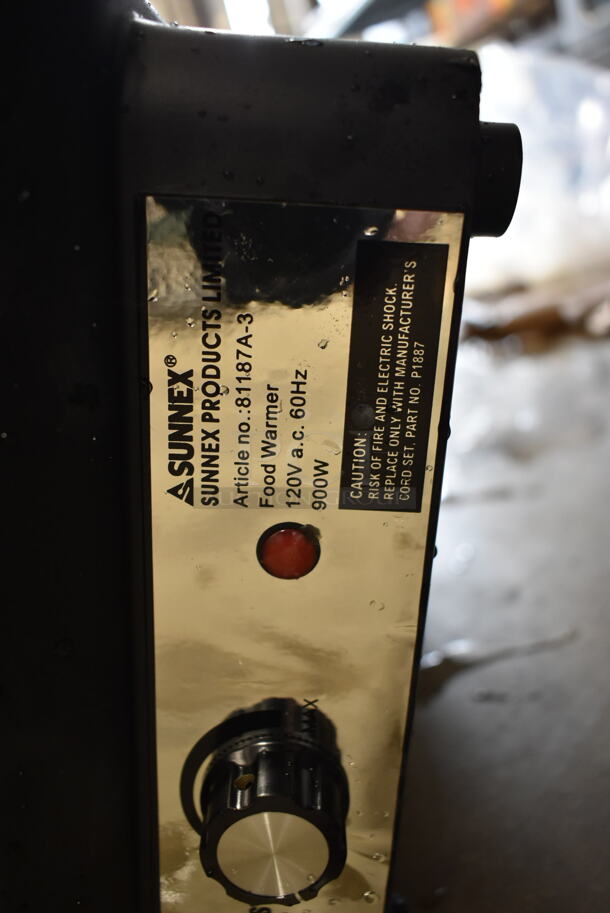 SUNNEX®
SUNNEX PRODUCTS LIMITED
Article no.:81187A-3
Food Warmer
120V a.c. 60Hz
900W
CAUTION:
RISK OF FIRE AND ELECTRIC SHOCK.
REPLACE ONLY WITH MANUFACTURER'S
CORD SET. PART NO. P1887
MAX